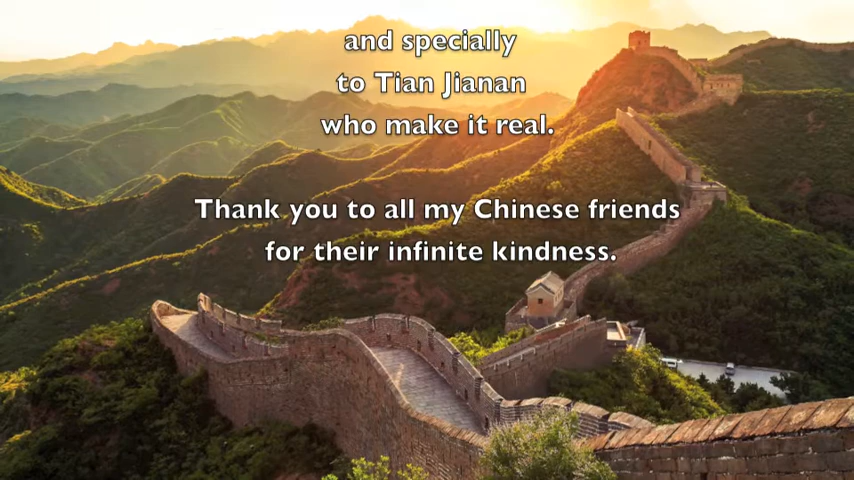 and specially
to Tian Jianan
who make it real.
Thank you to all my Chinese friends
for their infinite kindness.